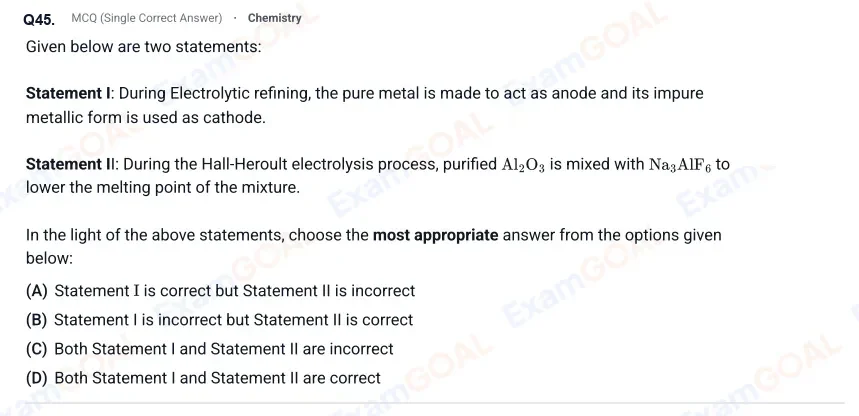 Q45. MCQ (Single Correct Answer) · Chemistry
Given below are two statements:
Statement I: During Electrolytic refining, the pure metal is made to act as anode and its impure
metallic form is used as cathode.
Statement II: During the Hall-Heroult electrolysis process, purified Al₂O₃ is mixed with Na₃AlF₆ to
lower the melting point of the mixture.
In the light of the above statements, choose the most appropriate answer from the options given
below:
(A) Statement I is correct but Statement II is incorrect
(B) Statement I is incorrect but Statement II is correct
(C) Both Statement I and Statement II are incorrect
(D) Both Statement I and Statement II are correct
ExamGOAL